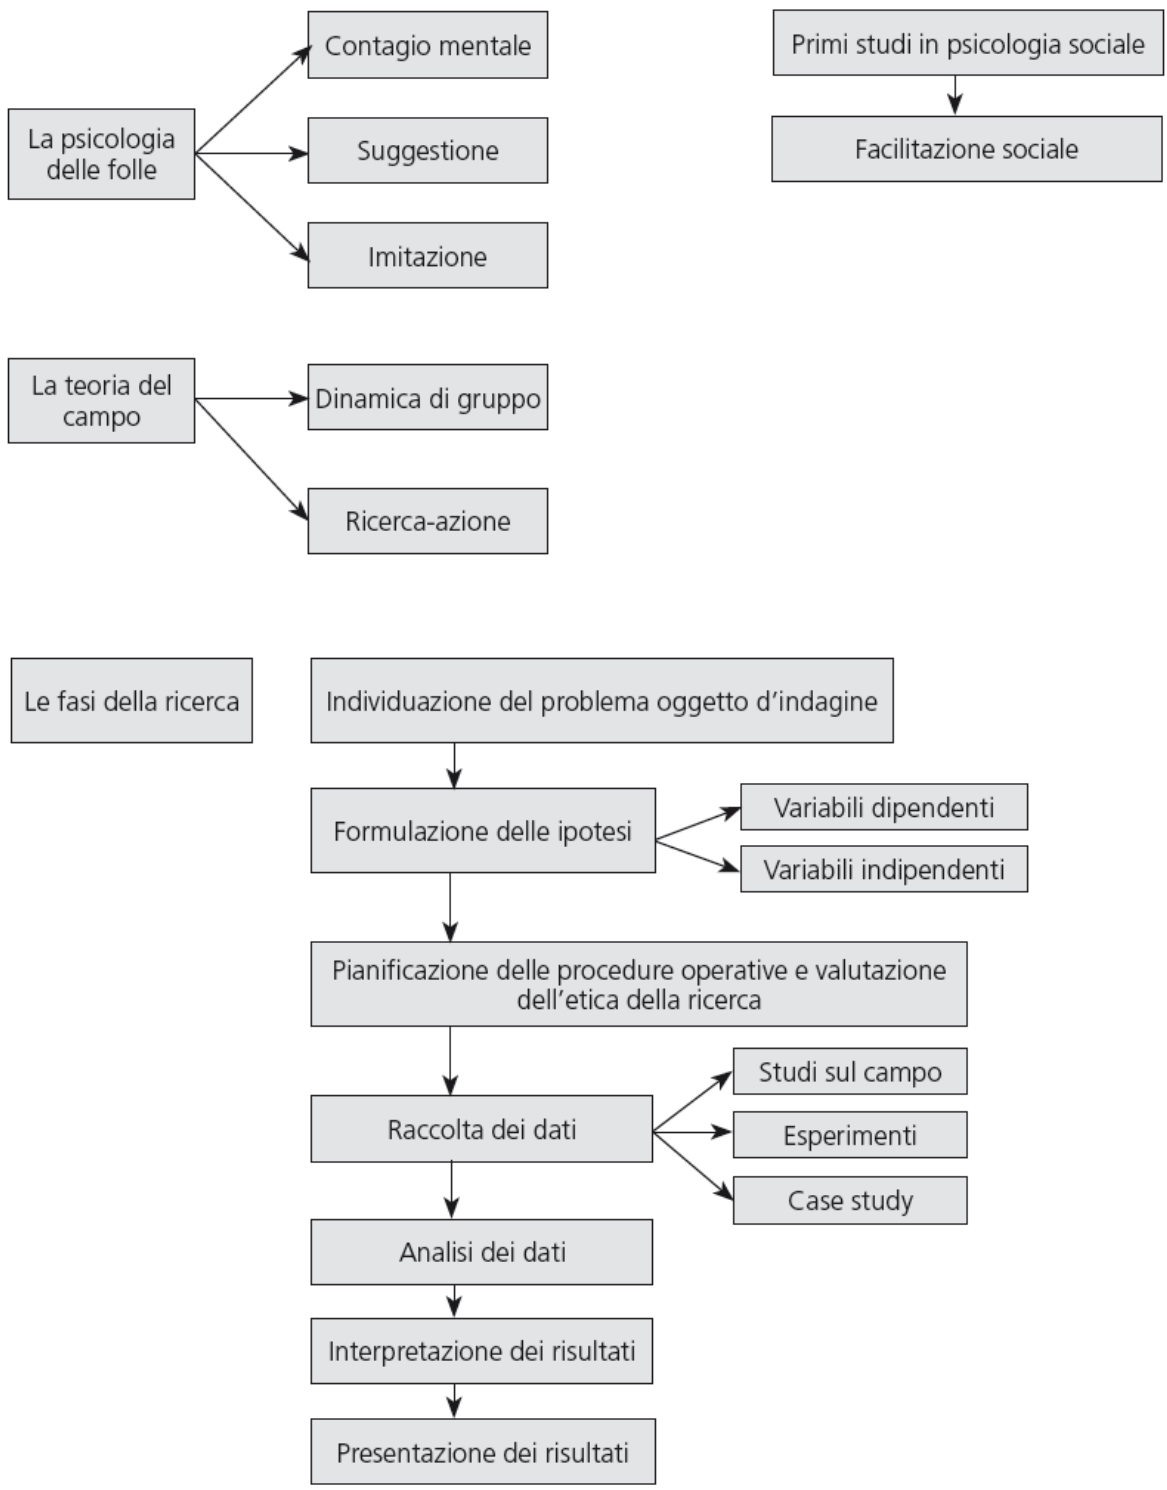 Contagio mentale
Primi studi in psicologia sociale
La psicologia
delle folle
Suggestione
Facilitazione sociale
Imitazione
La teoria del
campo
Dinamica di gruppo
Ricerca-azione
Le fasi della ricerca
Individuazione del problema oggetto d’indagine
Formulazione delle ipotesi
Variabili dipendenti
Variabili indipendenti
Pianificazione delle procedure operative e valutazione
dell’etica della ricerca
Raccolta dei dati
Studi sul campo
Esperimenti
Case study
Analisi dei dati
Interpretazione dei risultati
Presentazione dei risultati